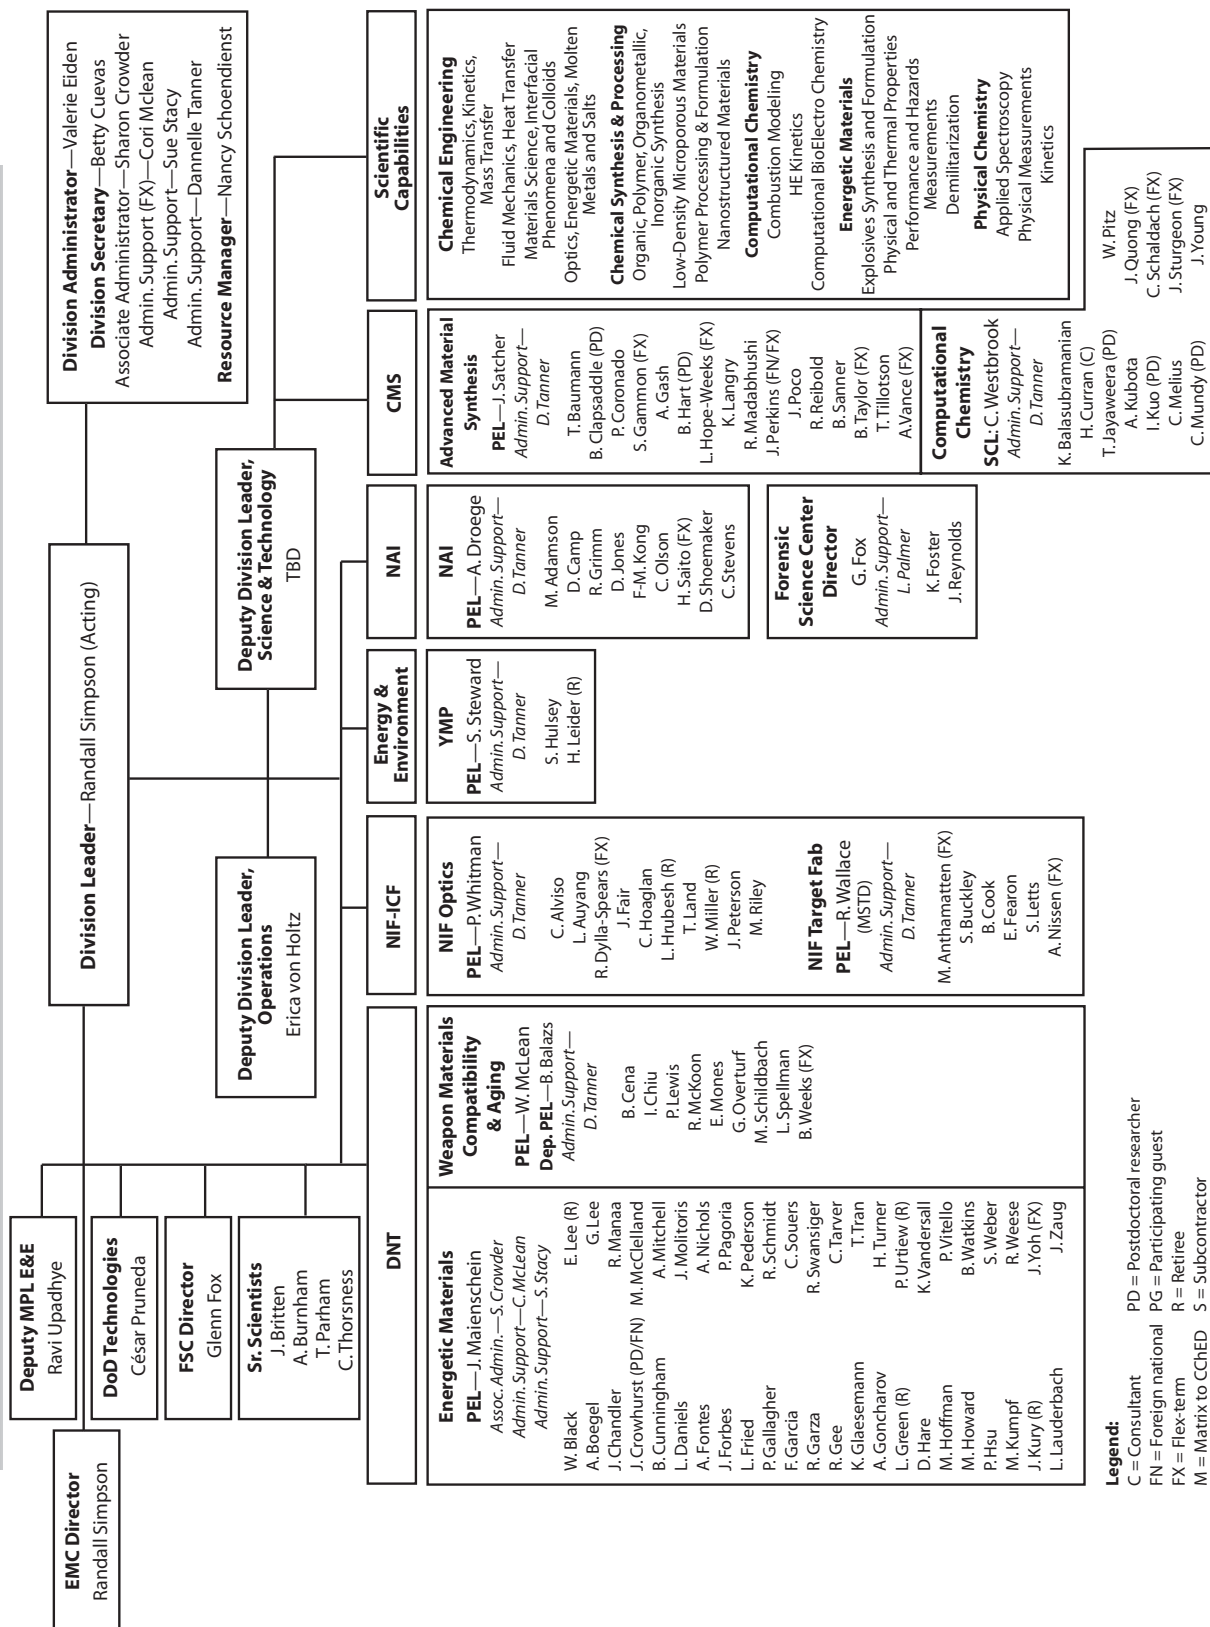 EMC Director
Randall Simpson
Deputy MPL E&E
Ravi Upadhye
DoD Technologies
César Pruneda
FSC Director
Glenn Fox
Sr. Scientists
J. Britten
A. Burnham
T. Parham
C. Thorsness
Division Leader—Randall Simpson (Acting)
Division Administrator—Valerie Eiden
Division Secretary—Betty Cuevas
Associate Administrator—Sharon Crowder
Admin. Support (FX)—Cori Mclean
Admin. Support—Sue Stacy
Admin. Support—Dannelle Tanner
Resource Manager—Nancy Schoendienst
Deputy Division Leader,
Operations
Erica von Holtz
Deputy Division Leader,
Science & Technology
TBD
DNT
Energetic Materials
PEL—J. Maienschein
Assoc. Admin.—S. Crowder
Admin. Support—C. McLean
Admin. Support—S. Stacy
W. Black
A. Boegel
J. Chandler
J. Crowhurst (PD/FN)
B. Cunningham
L. Daniels
A. Fontes
J. Forbes
L. Fried
P. Gallagher
F. Garcia
R. Garza
R. Gee
K. Glaesemann
A. Goncharov
L. Green (R)
D. Hare
M. Hoffman
M. Howard
P. Hsu
M. Kumpf
J. Kury (R)
L. Lauderbach
E. Lee (R)
G. Lee
R. Manaa
M. McClelland
A. Mitchell
J. Molitoris
A. Nichols
P. Pagoria
K. Pederson
R. Schmidt
C. Souers
R. Swansiger
C. Tarver
T. Tran
H. Turner
P. Urtiew (R)
K. Vandersall
P. Vitello
B. Watkins
S. Weber
R. Weese
J. Yoh (FX)
J. Zaug
Weapon Materials
Compatibility
& Aging
PEL—W. McLean
Dep. PEL—B. Balazs
Admin. Support—
D. Tanner
B. Cena
I. Chiu
P. Lewis
R. McKoon
E. Mones
G. Overturf
M. Schildbach
L. Spellman
B. Weeks (FX)
NIF-ICF
NIF Optics
PEL—P. Whitman
Admin. Support—
D. Tanner
C. Alviso
L. Auyang
R. Dylla-Spears (FX)
J. Fair
C. Hoaglan
L. Hrubesh (R)
T. Land
W. Miller (R)
J. Peterson
M. Riley
NIF Target Fab
PEL—R. Wallace
(MSTD)
Admin. Support—
D. Tanner
M. Anthamatten (FX)
S. Buckley
B. Cook
E. Fearon
S. Letts
A. Nissen (FX)
Energy &
Environment
YMP
PEL—S. Steward
Admin. Support—
D. Tanner
S. Hulsey
H. Leider (R)
NAI
NAI
PEL—A. Droege
Admin. Support—
D. Tanner
M. Adamson
D. Camp
R. Grimm
D. Jones
F-M. Kong
C. Olson
H. Saito (FX)
D. Shoemaker
C. Stevens
Forensic
Science Center
Director
G. Fox
Admin. Support—
L. Palmer
K. Foster
J. Reynolds
CMS
Advanced Material
Synthesis
PEL—J. Satcher
Admin. Support—
D. Tanner
T. Baumann
B. Clapsaddle (PD)
P. Coronado
S. Gammon (FX)
A. Gash
B. Hart (PD)
L. Hope-Weeks (FX)
K. Langry
R. Madabhushi
J. Perkins (FN/FX)
J. Poco
R. Reibold
B. Sanner
B. Taylor (FX)
T. Tillotson
A. Vance (FX)
Computational
Chemistry
SCL: C. Westbrook
Admin. Support—
D. Tanner
K. Balasubramanian
H. Curran (C)
T. Jayaweera (PD)
A. Kubota
I. Kuo (PD)
C. Melius
C. Mundy (PD)
W. Pitz
J. Quong (FX)
C. Schaldach (FX)
J. Sturgeon (FX)
J. Young
Scientific
Capabilities
Chemical Engineering
Thermodynamics, Kinetics,
Mass Transfer
Fluid Mechanics, Heat Transfer
Materials Science, Interfacial
Phenomena and Colloids
Optics, Energetic Materials, Molten
Metals and Salts
Chemical Synthesis & Processing
Organic, Polymer, Organometallic,
Inorganic Synthesis
Low-Density Microporous Materials
Polymer Processing & Formulation
Nanostructured Materials
Computational Chemistry
Combustion Modeling
HE Kinetics
Computational BioElectro Chemistry
Energetic Materials
Explosives Synthesis and Formulation
Physical and Thermal Properties
Performance and Hazards
Measurements
Demilitarization
Physical Chemistry
Applied Spectroscopy
Physical Measurements
Kinetics
Legend:
C = Consultant
FN = Foreign national
FX = Flex-term
M = Matrix to CChED
PD = Postdoctoral researcher
PG = Participating guest
R = Retiree
S = Subcontractor